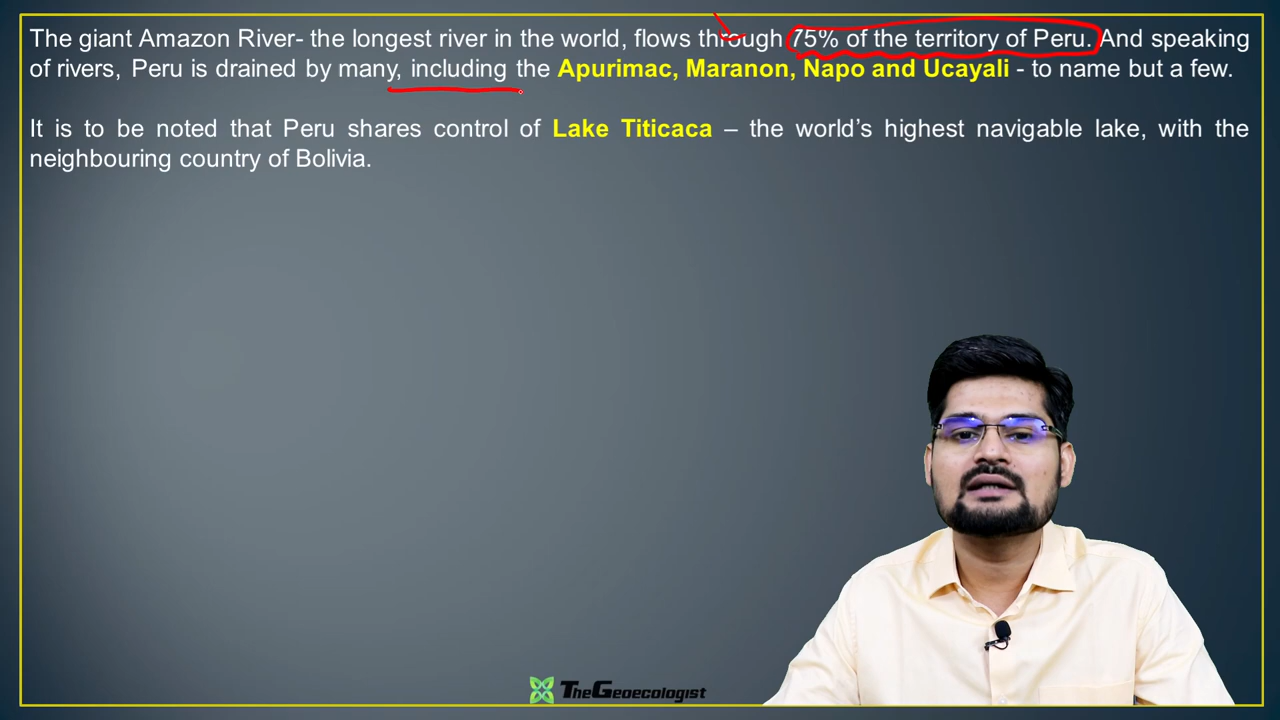 The giant Amazon River- the longest river in the world, flows through 75% of the territory of Peru. And speaking
of rivers, Peru is drained by many, including the Apurimac, Maranon, Napo and Ucayali - to name but a few.
It is to be noted that Peru shares control of Lake Titicaca – the world's highest navigable lake, with the
neighbouring country of Bolivia.
TheGeoecologist